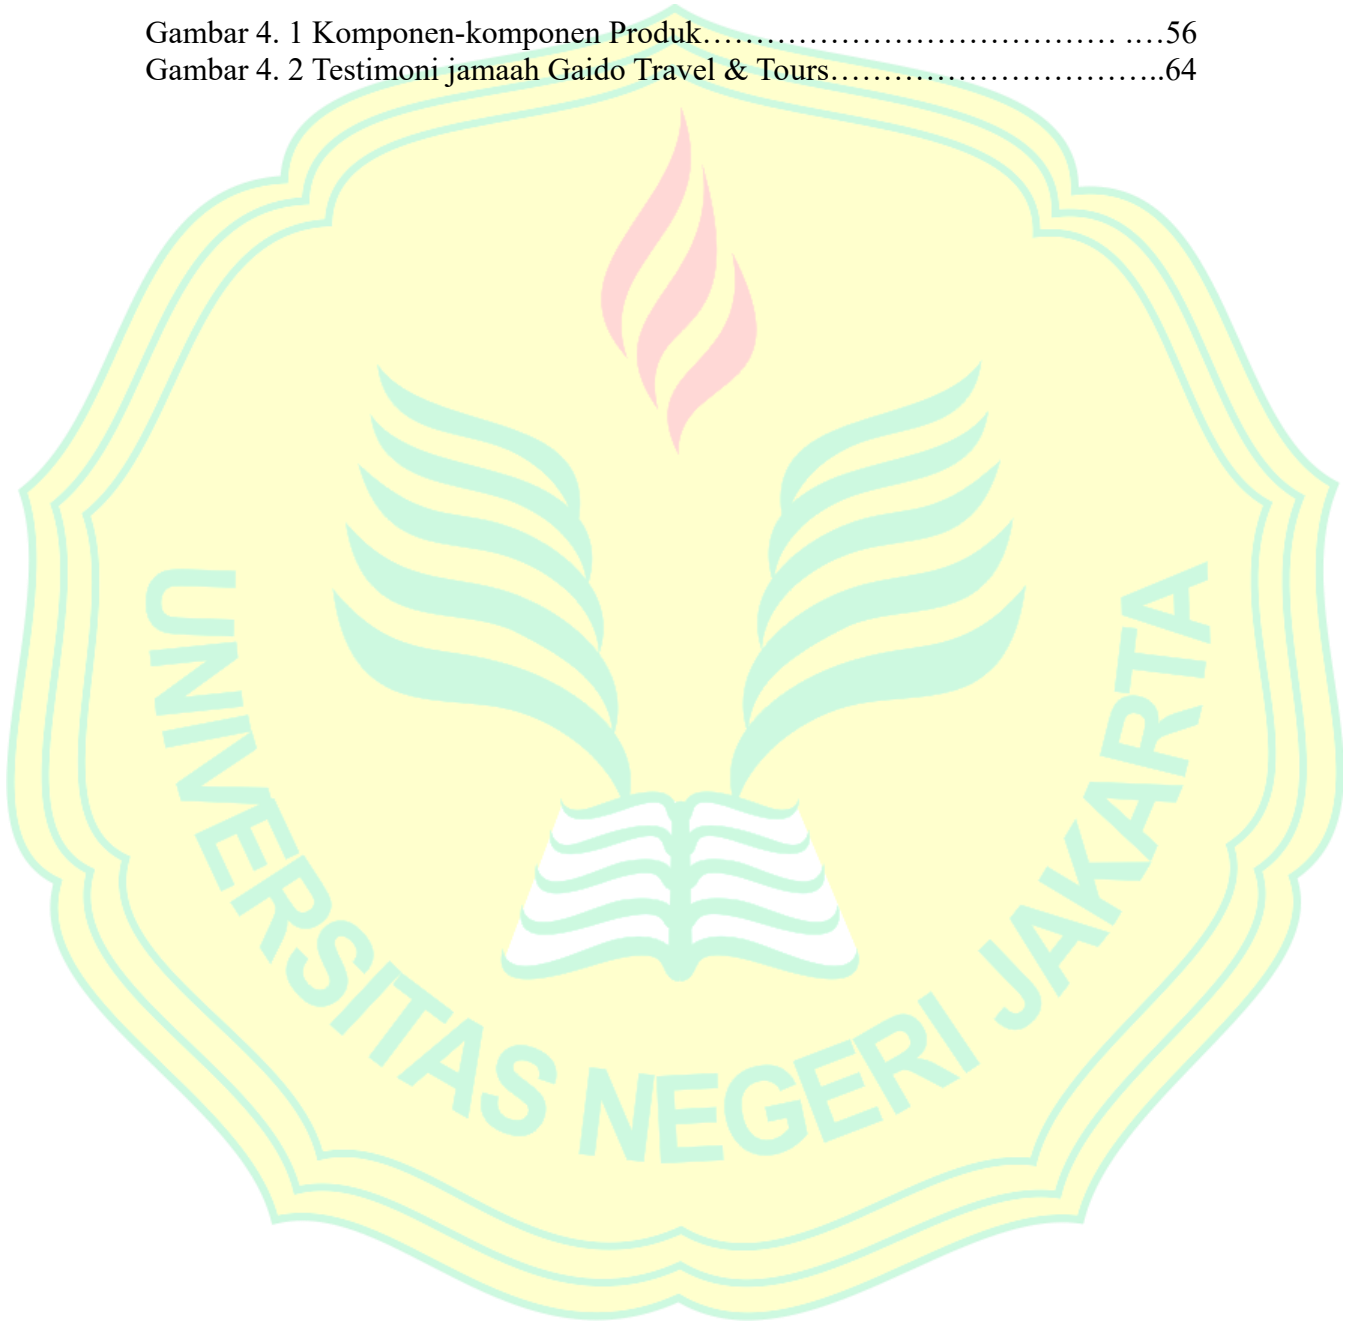 Gambar 4. 1 Komponen-komponen Produk………………………………… .…56
Gambar 4. 2 Testimoni jamaah Gaido Travel & Tours…………………………..64
UNIVERSITAS NEGERI JAKARTA